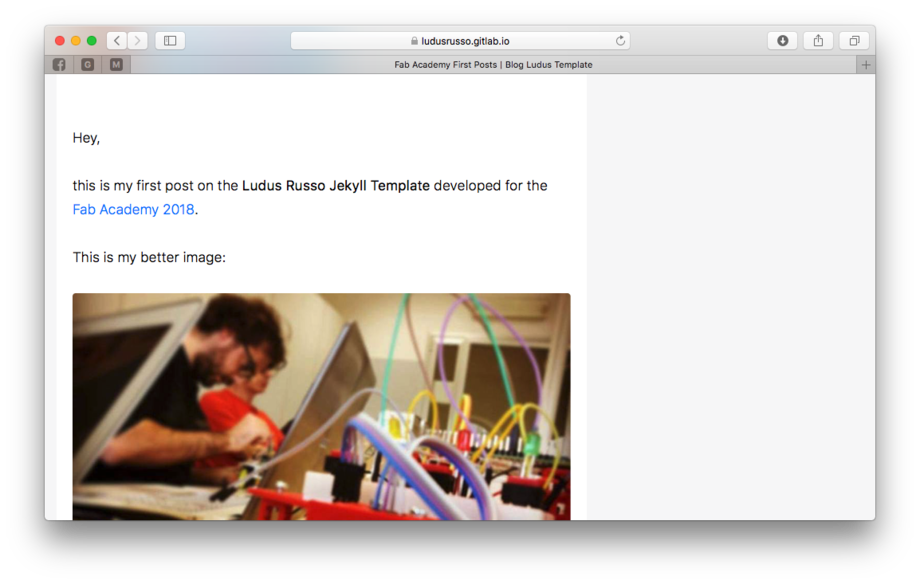 ludusrusso.gitlab.io
G
M
Fab Academy First Posts | Blog Ludus Template
Hey,
this is my first post on the Ludus Russo Jekyll Template developed for the
Fab Academy 2018.
This is my better image: